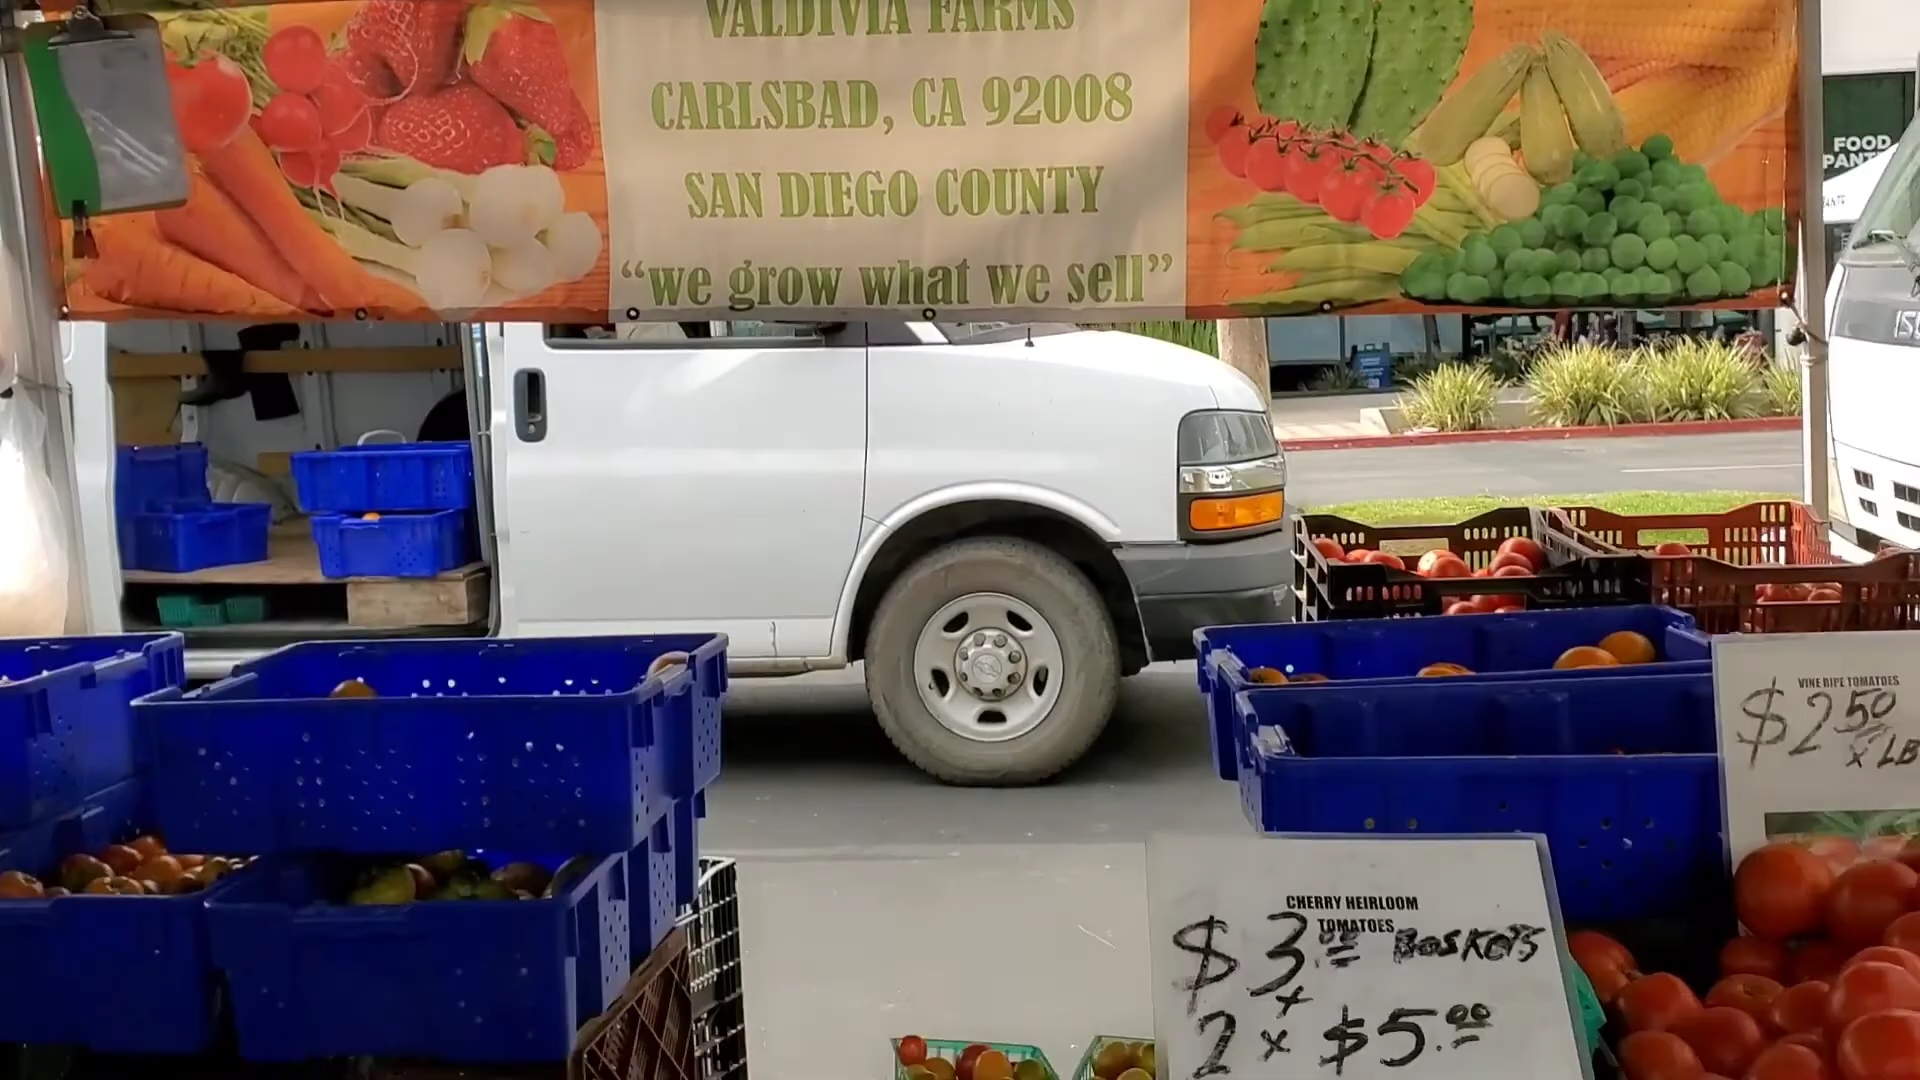 VALDIVIA FARMS
CARLSBAD, CA 92008
SAN DIEGO COUNTY
"we grow what we sell"
FOOD
VINE RIPE TOMATOES
$2 50
x LB
CHERRY HEIRLOOM
TOMATOES
$3.00 BASKETS
x
2 x $5.00